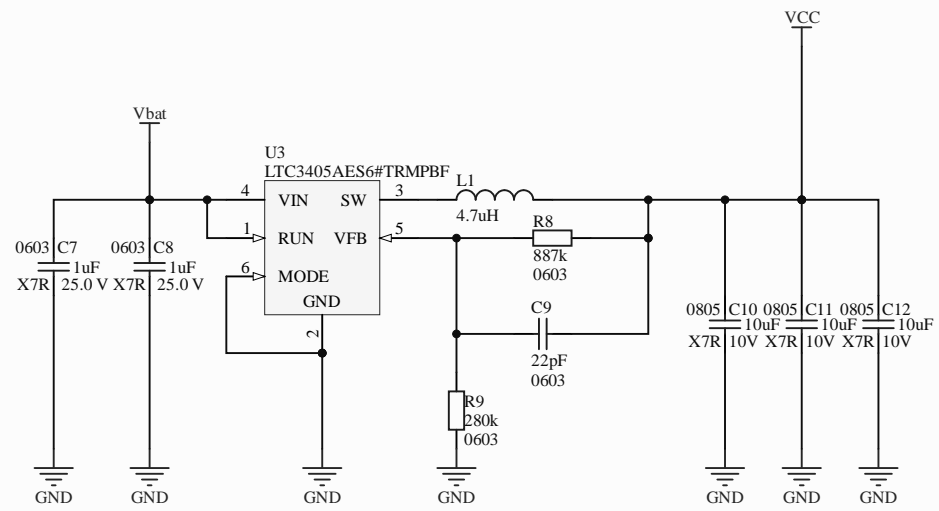 VCC
Vbat
U3
LTC3405AES6#TRMPBF
4 VIN SW 3
L1
4.7uH
1 RUN VFB 5
R8
887k
0603
6 MODE
GND
2
0603 C7
1uF
X7R 25.0 V
0603 C8
1uF
X7R 25.0 V
C9
22pF
0603
R9
280k
0603
0805 C10
10uF
X7R 10V
0805 C11
10uF
X7R 10V
0805 C12
10uF
X7R 10V
GND
GND
GND
GND
GND
GND
GND